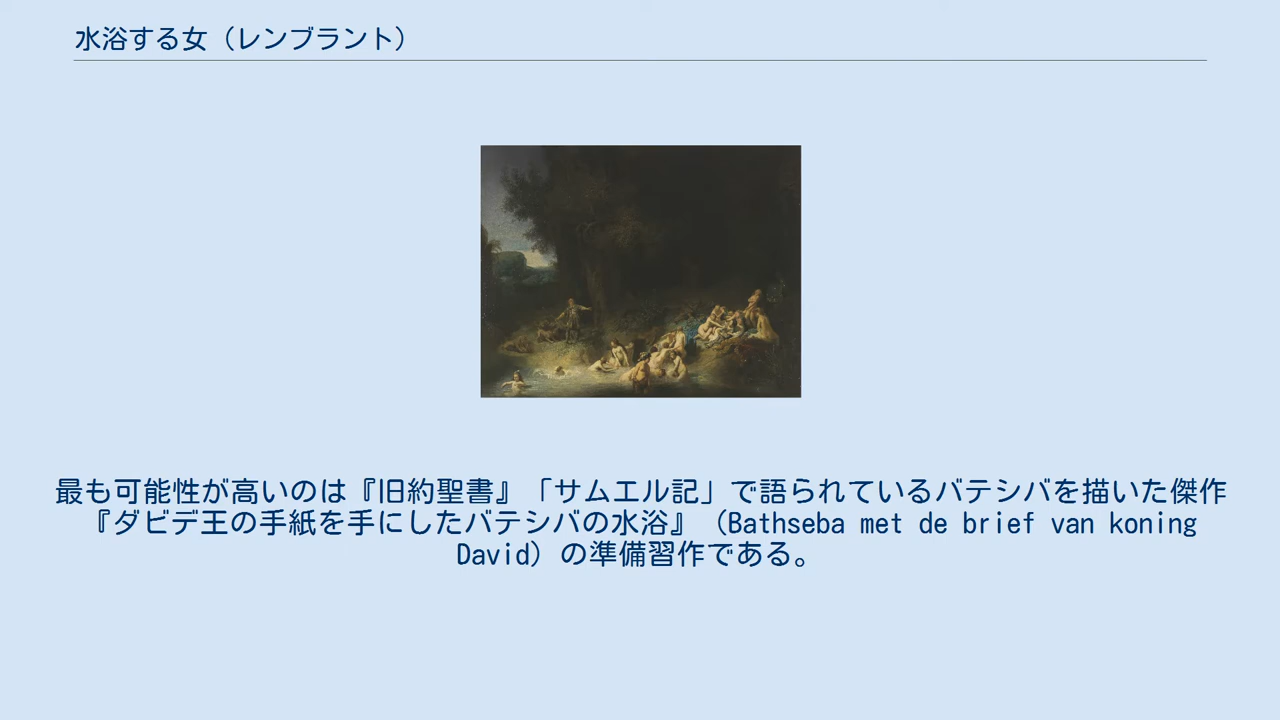 水浴する女（レンブラント）
最も可能性が高いのは『旧約聖書』「サムエル記」で語られているバテシバを描いた傑作
『ダビデ王の手紙を手にしたバテシバの水浴』（Bathseba met de brief van koning
David）の準備習作である。